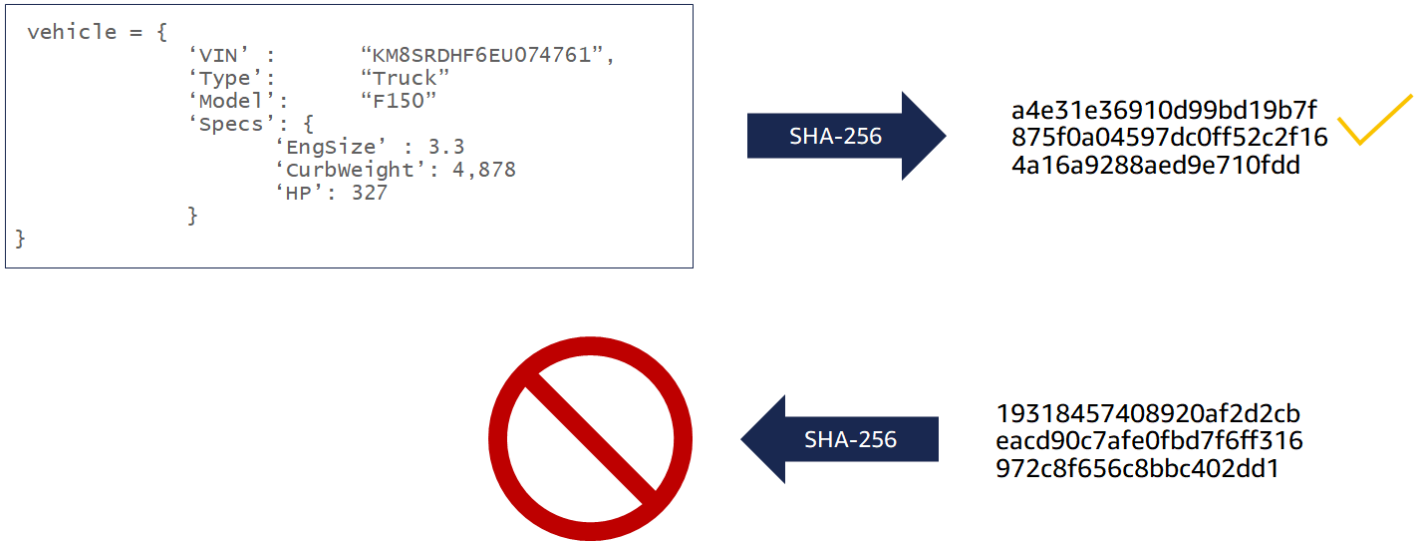 vehicle = {
‘VIN’ : “KM8SRDHF6EU074761”,
‘Type’: “Truck”
‘Model’: “F150”
‘Specs’: {
‘EngSize’ : 3.3
‘CurbWeight’: 4,878
‘HP’: 327
}
}
SHA-256
a4e31e36910d99bd19b7f
875f0a04597dc0ff52c2f16
4a16a9288aed9e710fdd
SHA-256
19318457408920af2d2cb
eacd90c7afe0fbd7f6ff316
972c8f656c8bbc402dd1